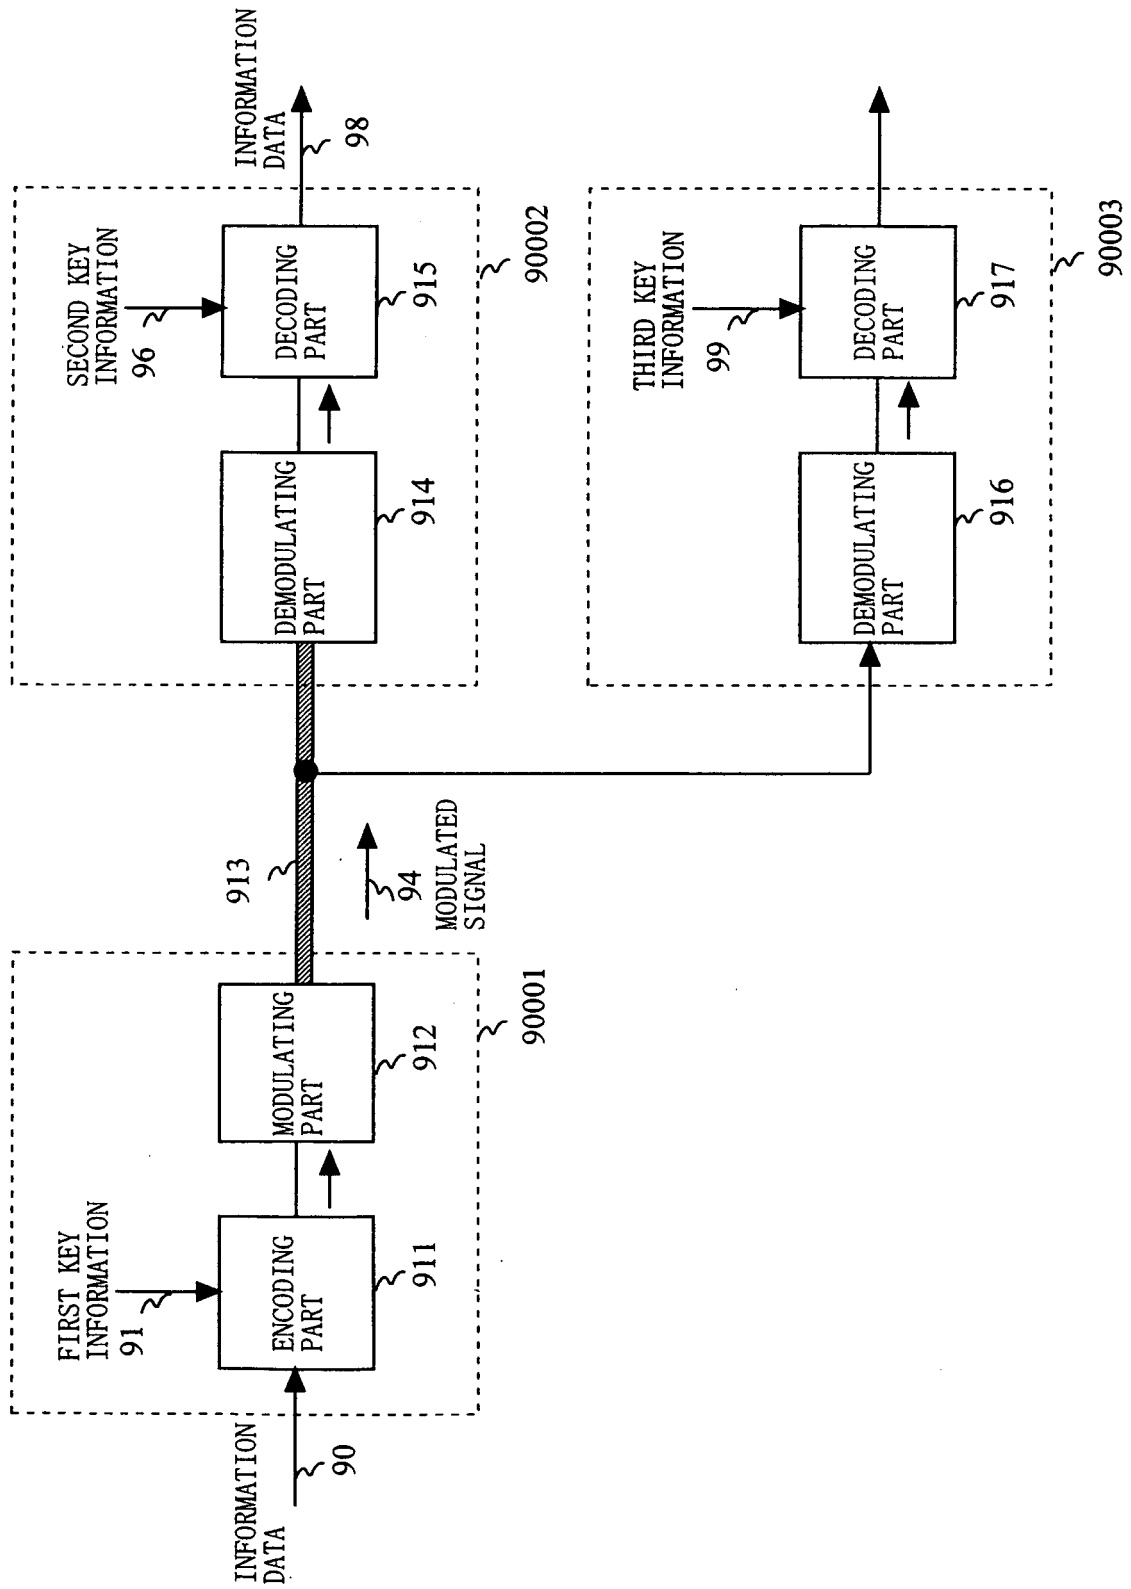 INFORMATION
DATA
90
FIRST KEY
INFORMATION
91
ENCODING
PART
911
MODULATING
PART
912
90001
913
94
MODULATED
SIGNAL
DEMODULATING
PART
914
SECOND KEY
INFORMATION
96
DECODING
PART
915
90002
INFORMATION
DATA
98
DEMODULATING
PART
916
THIRD KEY
INFORMATION
99
DECODING
PART
917
90003